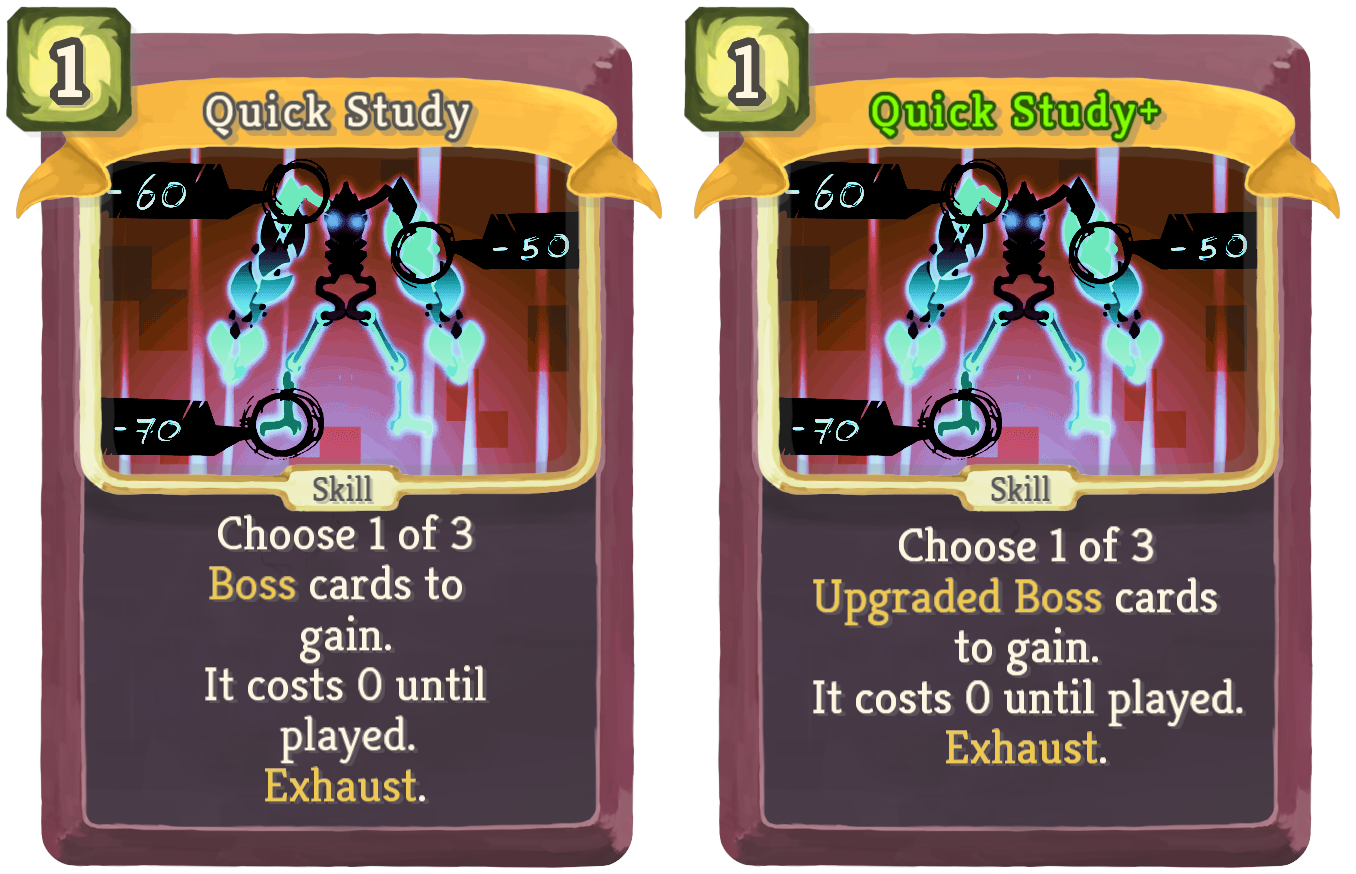 1
Quick Study
-60
-50
-70
Skill
Choose 1 of 3
Boss cards to
gain.
It costs 0 until
played.
Exhaust.
1
Quick Study+
-60
-50
-70
Skill
Choose 1 of 3
Upgraded Boss cards
to gain.
It costs 0 until played.
Exhaust.